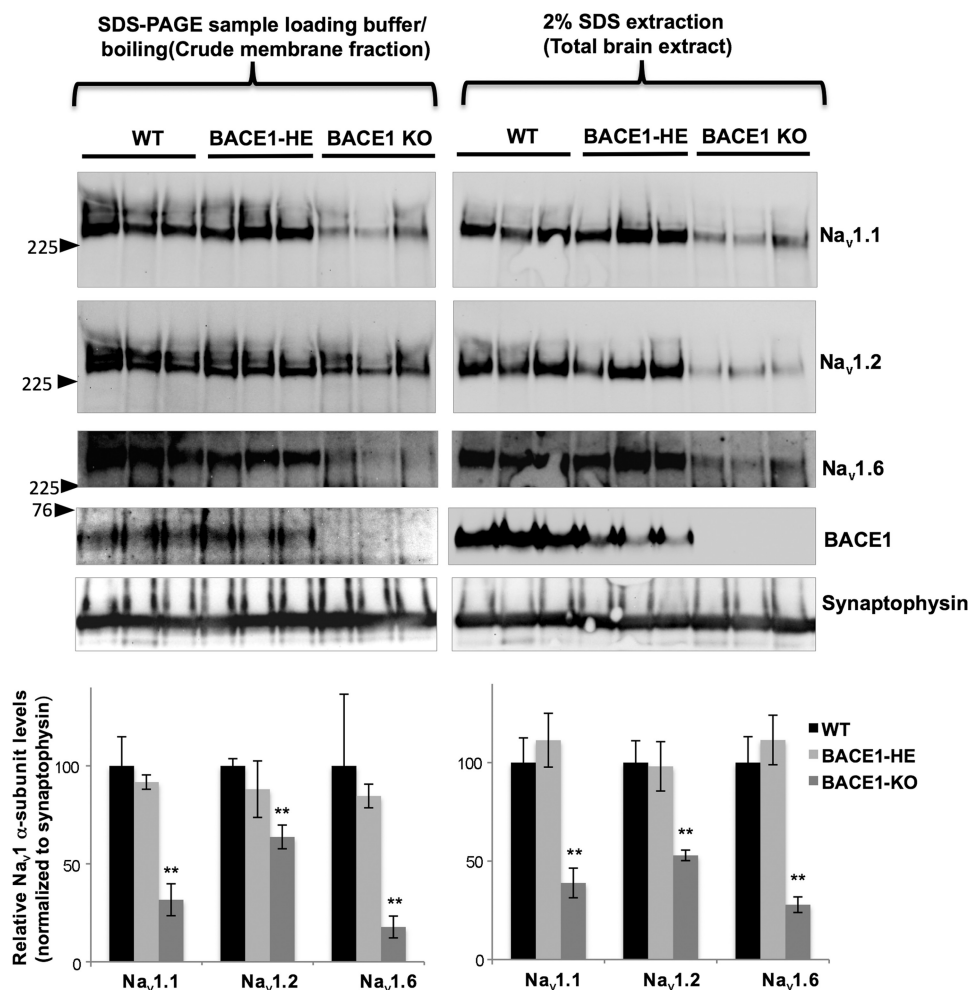 SDS-PAGE sample loading buffer/
boiling(Crude membrane fraction)
2% SDS extraction
(Total brain extract)
WT
BACE1-HE
BACE1 KO
WT
BACE1-HE
BACE1 KO
225
Naᵥ1.1
225
Naᵥ1.2
225
Naᵥ1.6
76
BACE1
Synaptophysin
Relative Naᵥ1 α-subunit levels
(normalized to synaptophysin)
100
50
0
**
**
**
Naᵥ1.1
Naᵥ1.2
Naᵥ1.6
100
50
0
**
**
**
Naᵥ1.1
Naᵥ1.2
Naᵥ1.6
WT
BACE1-HE
BACE1-KO